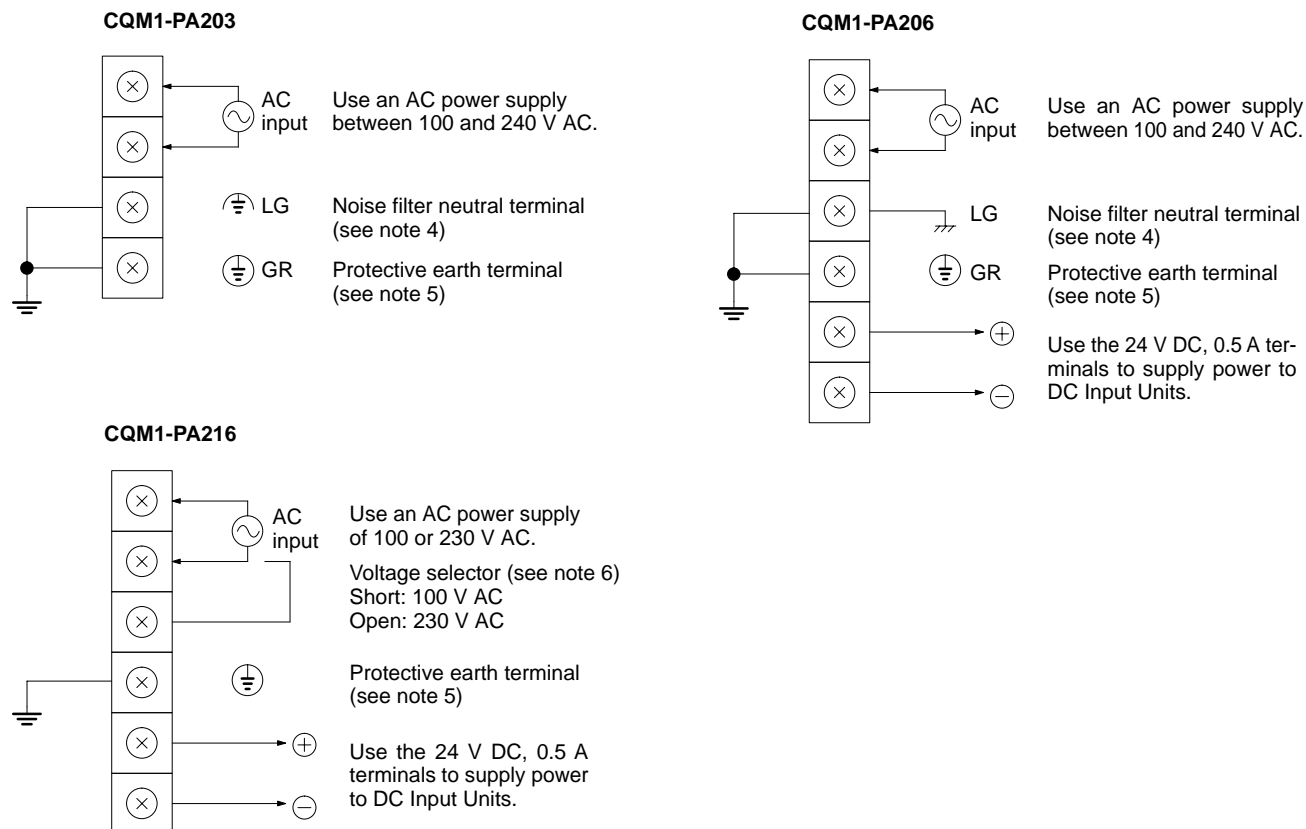 CQM1-PA203
AC
input
Use an AC power supply
between 100 and 240 V AC.
LG
Noise filter neutral terminal
(see note 4)
GR
Protective earth terminal
(see note 5)
CQM1-PA206
AC
input
Use an AC power supply
between 100 and 240 V AC.
LG
Noise filter neutral terminal
(see note 4)
GR
Protective earth terminal
(see note 5)
Use the 24 V DC, 0.5 A ter-
minals to supply power to
DC Input Units.
CQM1-PA216
AC
input
Use an AC power supply
of 100 or 230 V AC.
Voltage selector (see note 6)
Short: 100 V AC
Open: 230 V AC
Protective earth terminal
(see note 5)
Use the 24 V DC, 0.5 A
terminals to supply power
to DC Input Units.